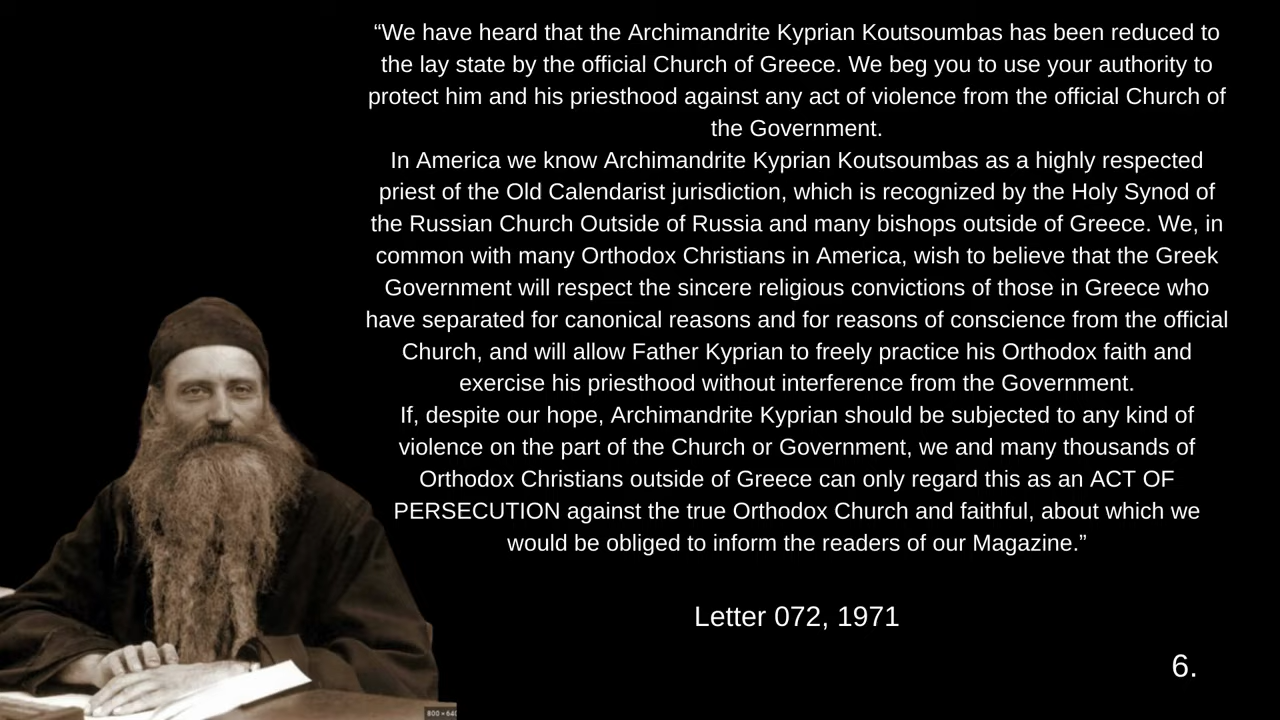 “We have heard that the Archimandrite Kyprian Koutsoumbas has been reduced to
the lay state by the official Church of Greece. We beg you to use your authority to
protect him and his priesthood against any act of violence from the official Church of
the Government.
In America we know Archimandrite Kyprian Koutsoumbas as a highly respected
priest of the Old Calendarist jurisdiction, which is recognized by the Holy Synod of
the Russian Church Outside of Russia and many bishops outside of Greece. We, in
common with many Orthodox Christians in America, wish to believe that the Greek
Government will respect the sincere religious convictions of those in Greece who
have separated for canonical reasons and for reasons of conscience from the official
Church, and will allow Father Kyprian to freely practice his Orthodox faith and
exercise his priesthood without interference from the Government.
If, despite our hope, Archimandrite Kyprian should be subjected to any kind of
violence on the part of the Church or Government, we and many thousands of
Orthodox Christians outside of Greece can only regard this as an ACT OF
PERSECUTION against the true Orthodox Church and faithful, about which we
would be obliged to inform the readers of our Magazine.”
Letter 072, 1971
6.